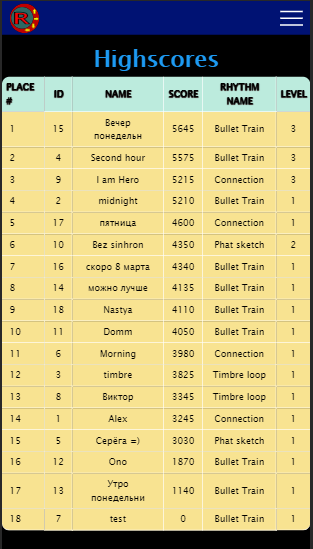 R
Highscores
PLACE # ID NAME SCORE RHYTHM NAME LEVEL
1 15 Вечер понедельн 5645 Bullet Train 3
2 4 Second hour 5575 Bullet Train 3
3 9 I am Hero 5215 Connection 3
4 2 midnight 5210 Bullet Train 1
5 17 пятница 4600 Connection 1
6 10 Bez sinhron 4350 Phat sketch 2
7 16 скоро 8 марта 4340 Bullet Train 1
8 14 можно лучше 4135 Bullet Train 1
9 18 Nastya 4110 Bullet Train 1
10 11 Domm 4050 Bullet Train 1
11 6 Morning 3980 Connection 1
12 3 timbre 3825 Timbre loop 1
13 8 Виктор 3345 Timbre loop 1
14 1 Alex 3245 Connection 1
15 5 Серёга =) 3030 Phat sketch 1
16 12 Ono 1870 Bullet Train 1
17 13 Утро понедельни 1140 Bullet Train 1
18 7 test 0 Bullet Train 1